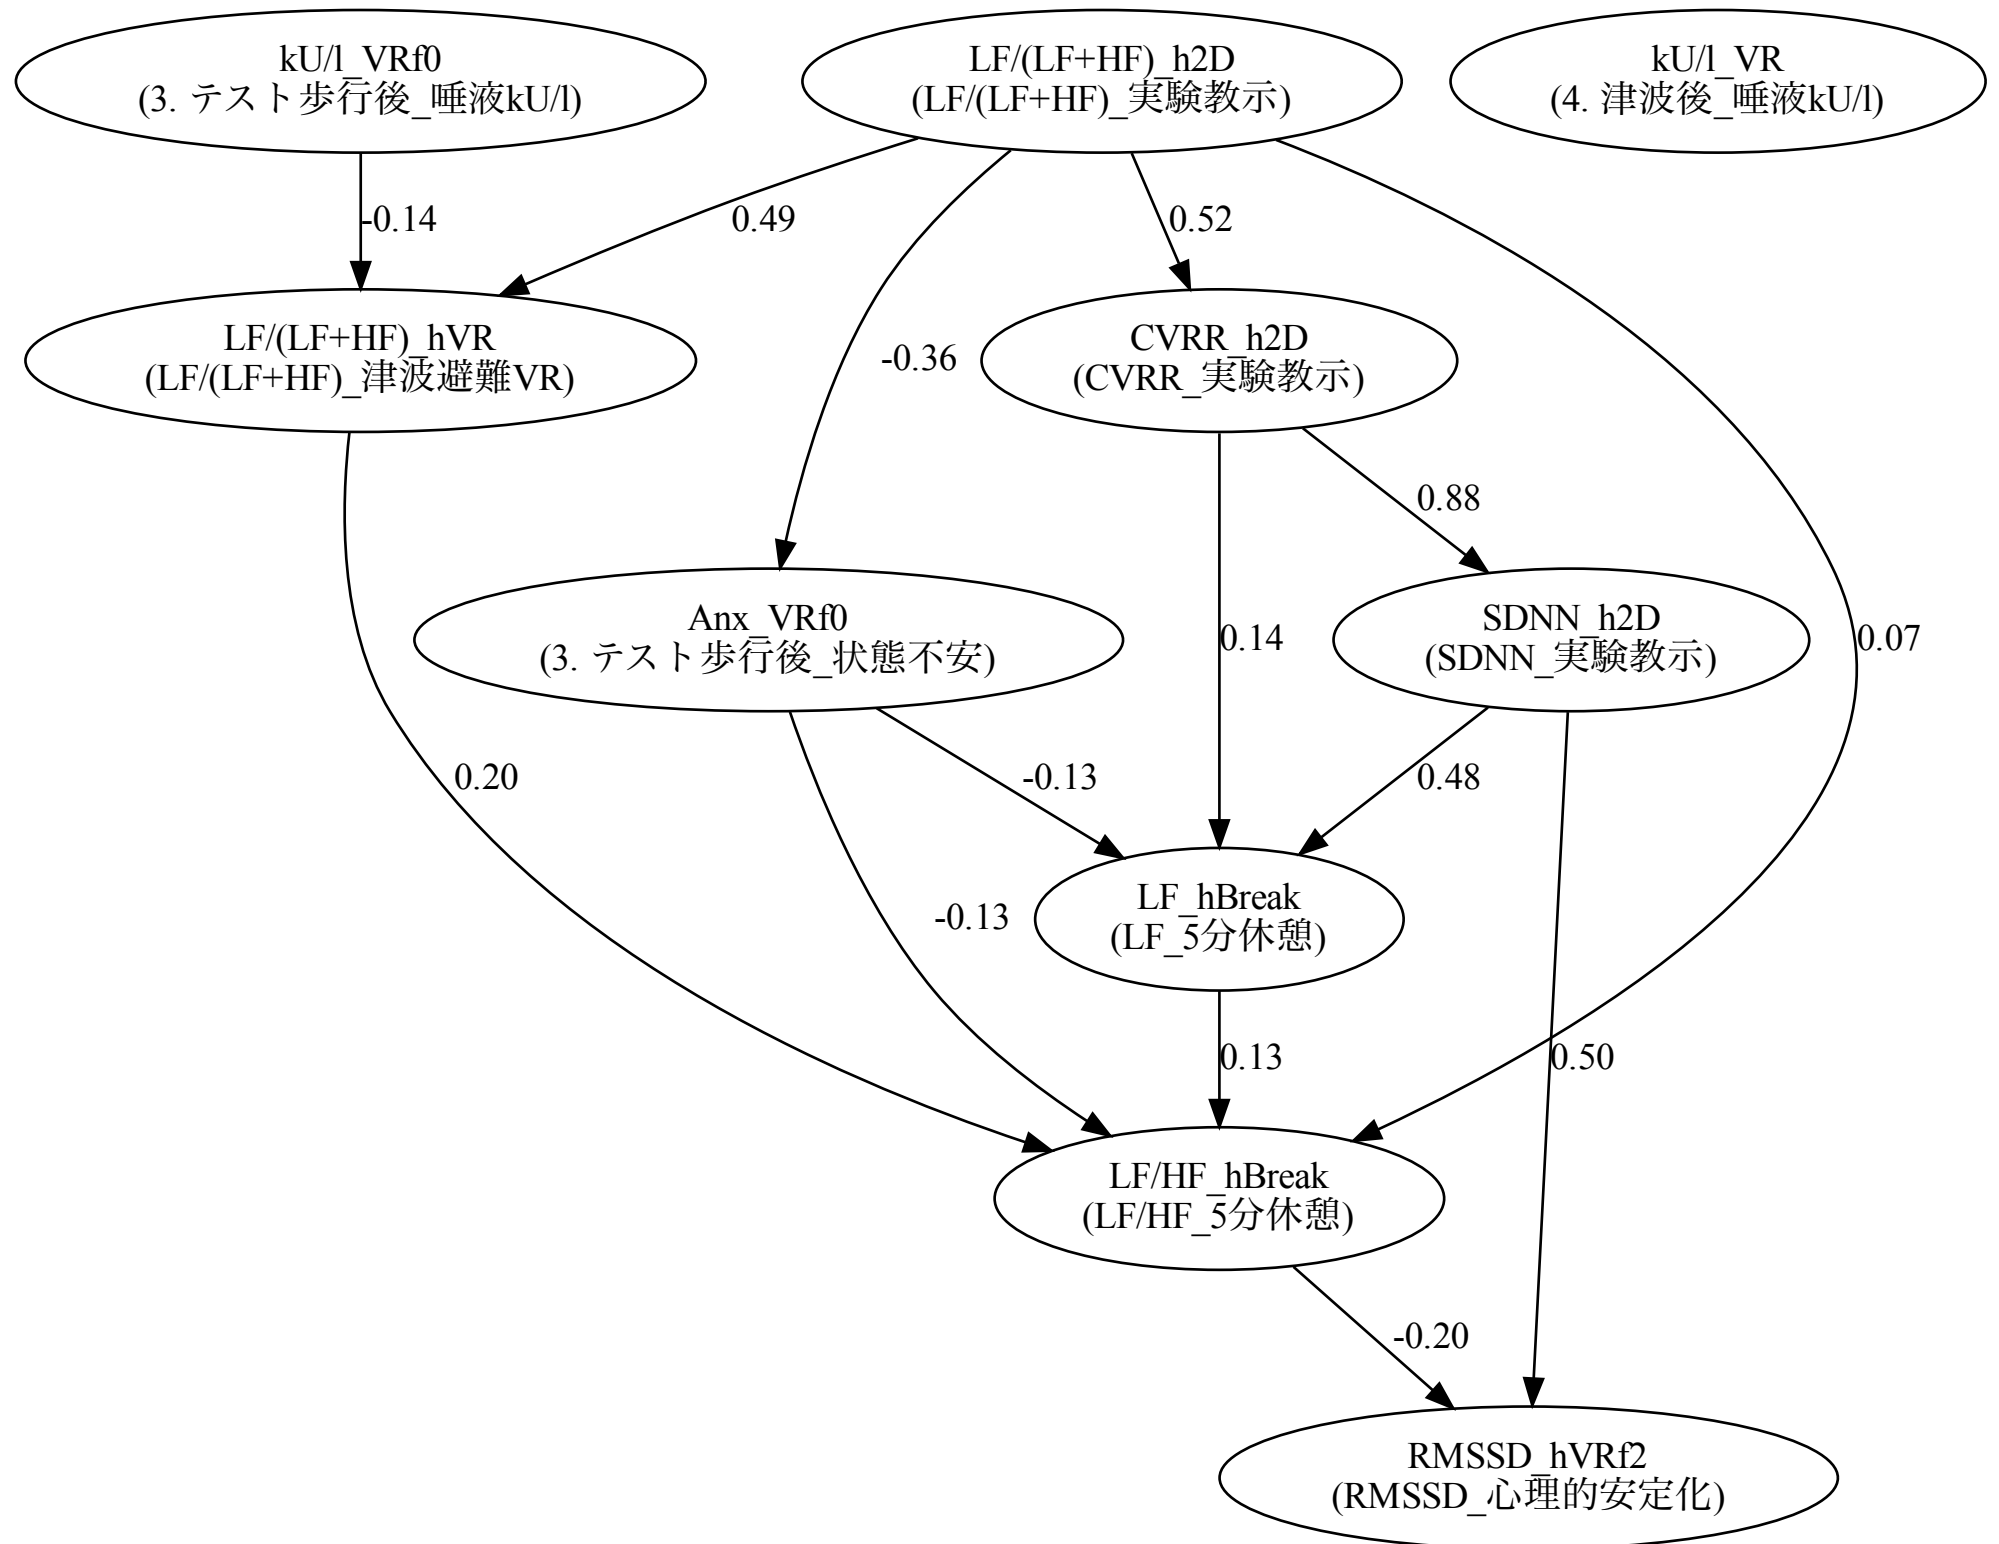 kU/l_VRf0
(3. テスト歩行後_唾液kU/l)
LF/(LF+HF)_h2D
(LF/(LF+HF)_実験教示)
kU/l_VR
(4. 津波後_唾液kU/l)
-0.14
0.49
0.52
LF/(LF+HF)_hVR
(LF/(LF+HF)_津波避難VR)
-0.36
CVRR_h2D
(CVRR_実験教示)
0.88
Anx_VRf0
(3. テスト歩行後_状態不安)
0.14
SDNN_h2D
(SDNN_実験教示)
0.07
0.20
-0.13
0.48
-0.13
LF_hBreak
(LF_5分休憩)
0.13
0.50
LF/HF_hBreak
(LF/HF_5分休憩)
-0.20
RMSSD_hVRf2
(RMSSD_心理的安定化)